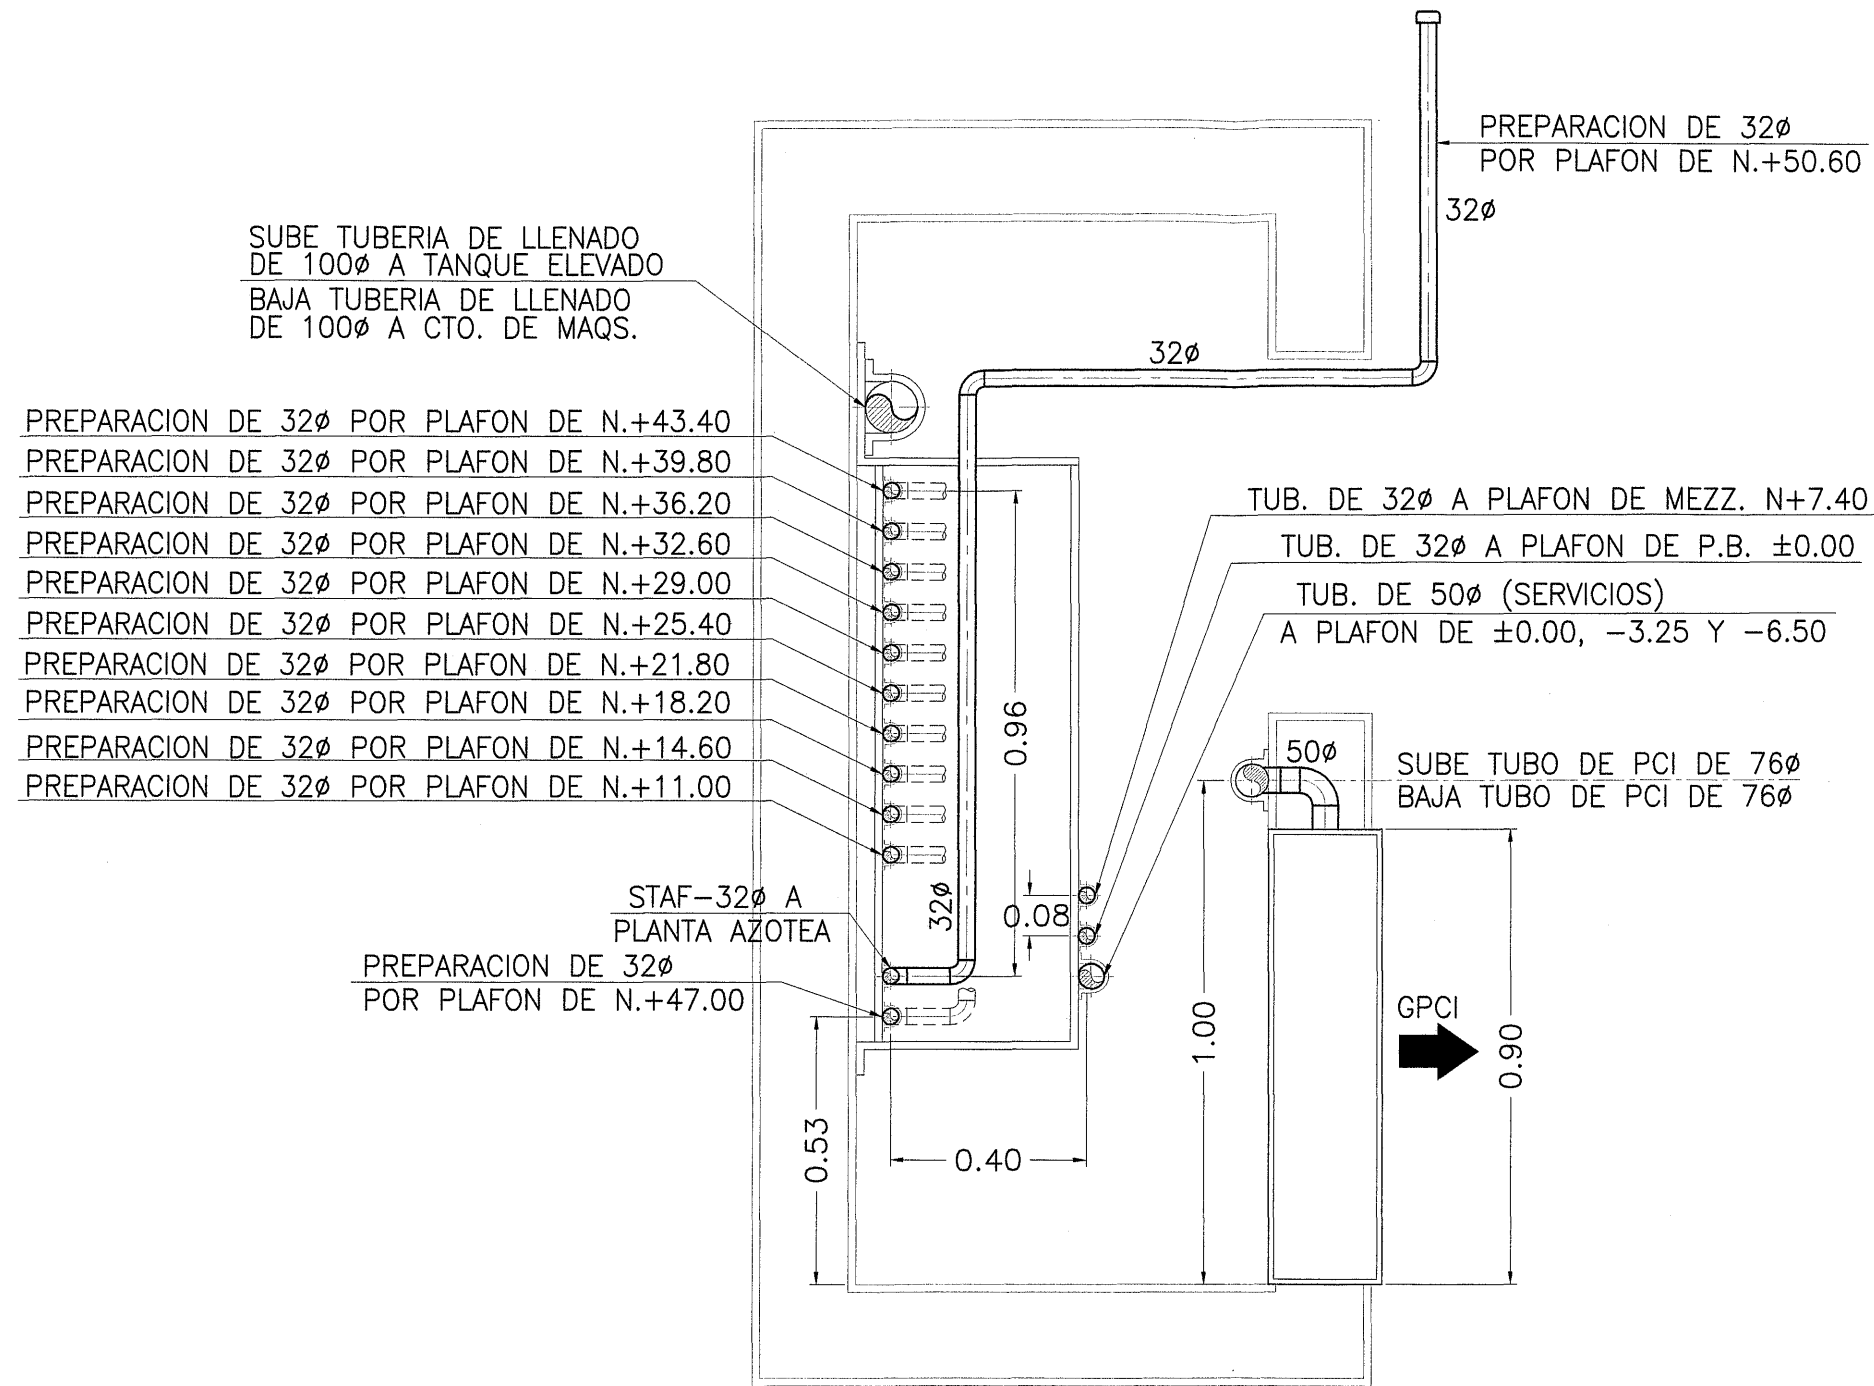 PREPARACION DE 32ø
POR PLAFON DE N.+50.60
32ø
SUBE TUBERIA DE LLENADO
DE 100ø A TANQUE ELEVADO
BAJA TUBERIA DE LLENADO
DE 100ø A CTO. DE MAQS.
32ø
PREPARACION DE 32ø POR PLAFON DE N.+43.40
PREPARACION DE 32ø POR PLAFON DE N.+39.80
PREPARACION DE 32ø POR PLAFON DE N.+36.20
PREPARACION DE 32ø POR PLAFON DE N.+32.60
PREPARACION DE 32ø POR PLAFON DE N.+29.00
PREPARACION DE 32ø POR PLAFON DE N.+25.40
PREPARACION DE 32ø POR PLAFON DE N.+21.80
PREPARACION DE 32ø POR PLAFON DE N.+18.20
PREPARACION DE 32ø POR PLAFON DE N.+14.60
PREPARACION DE 32ø POR PLAFON DE N.+11.00
TUB. DE 32ø A PLAFON DE MEZZ. N+7.40
TUB. DE 32ø A PLAFON DE P.B. ±0.00
TUB. DE 50ø (SERVICIOS)
A PLAFON DE ±0.00, -3.25 Y -6.50
0.96
50ø
SUBE TUBO DE PCI DE 76ø
BAJA TUBO DE PCI DE 76ø
STAF-32ø A
PLANTA AZOTEA
32ø
0.08
PREPARACION DE 32ø
POR PLAFON DE N.+47.00
1.00
GPCI
0.90
0.53
0.40